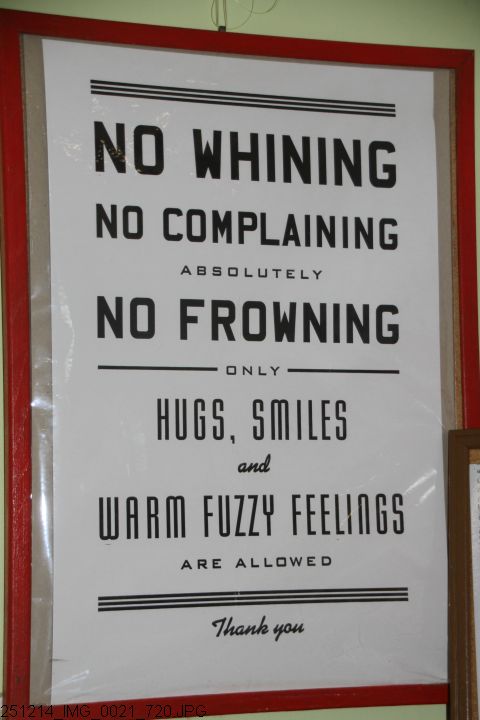 NO WHINING
NO COMPLAINING
ABSOLUTELY
NO FROWNING
ONLY
HUGS, SMILES
and
WARM FUZZY FEELINGS
ARE ALLOWED
Thank you
251214_IMG_0021_720.JPG